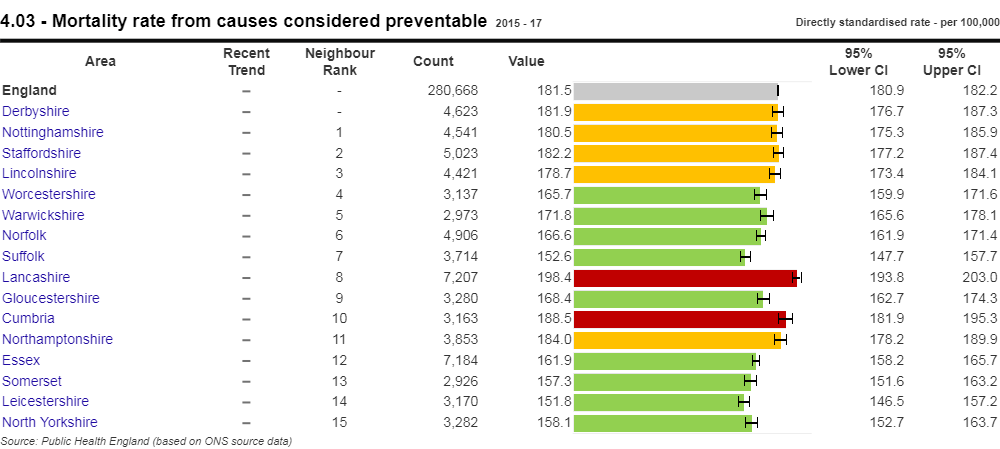 4.03 - Mortality rate from causes considered preventable 2015 - 17 Directly standardised rate - per 100,000
Area Recent Trend Neighbour Rank Count Value 95% Lower CI 95% Upper CI
England – - 280,668 181.5 180.9 182.2
Derbyshire – - 4,623 181.9 176.7 187.3
Nottinghamshire – 1 4,541 180.5 175.3 185.9
Staffordshire – 2 5,023 182.2 177.2 187.4
Lincolnshire – 3 4,421 178.7 173.4 184.1
Worcestershire – 4 3,137 165.7 159.9 171.6
Warwickshire – 5 2,973 171.8 165.6 178.1
Norfolk – 6 4,906 166.6 161.9 171.4
Suffolk – 7 3,714 152.6 147.7 157.7
Lancashire – 8 7,207 198.4 193.8 203.0
Gloucestershire – 9 3,280 168.4 162.7 174.3
Cumbria – 10 3,163 188.5 181.9 195.3
Northamptonshire – 11 3,853 184.0 178.2 189.9
Essex – 12 7,184 161.9 158.2 165.7
Somerset – 13 2,926 157.3 151.6 163.2
Leicestershire – 14 3,170 151.8 146.5 157.2
North Yorkshire – 15 3,282 158.1 152.7 163.7
Source: Public Health England (based on ONS source data)